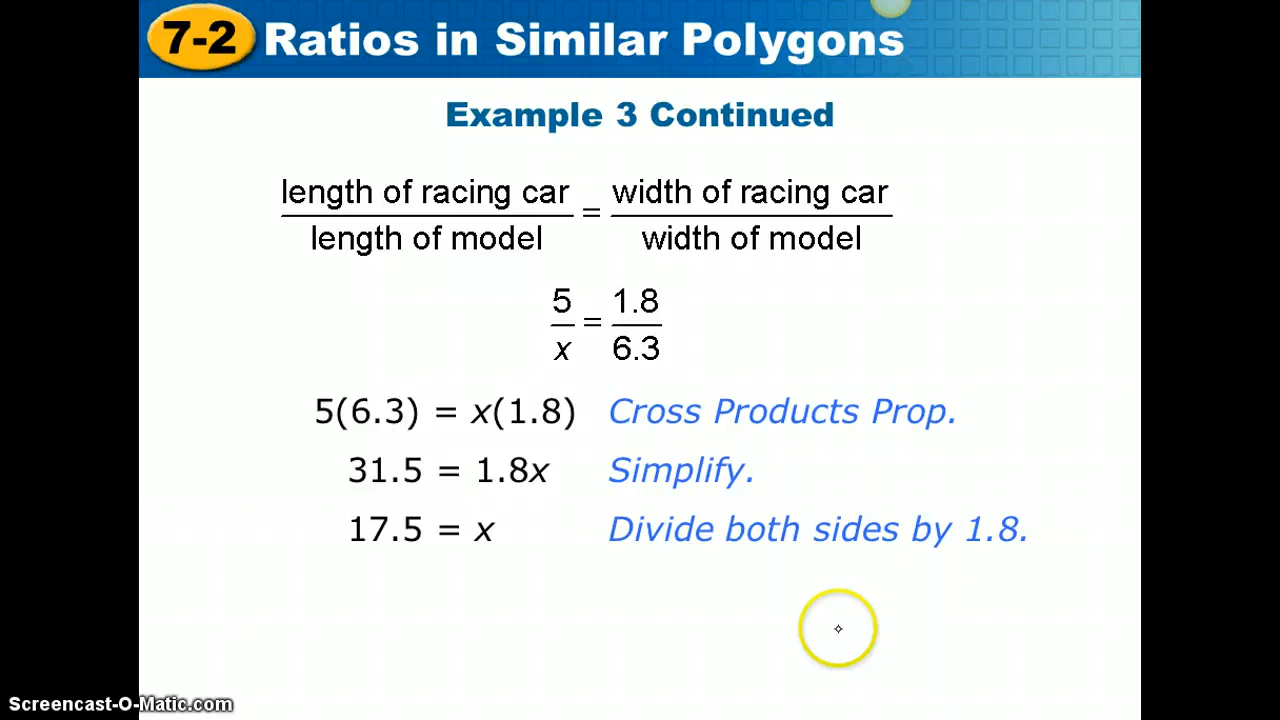 7-2 Ratios in Similar Polygons
Example 3 Continued
length of racing car / length of model = width of racing car / width of model
5/x = 1.8/6.3
5(6.3) = x(1.8) Cross Products Prop.
31.5 = 1.8x Simplify.
17.5 = x Divide both sides by 1.8.
Screencast-O-Matic.com